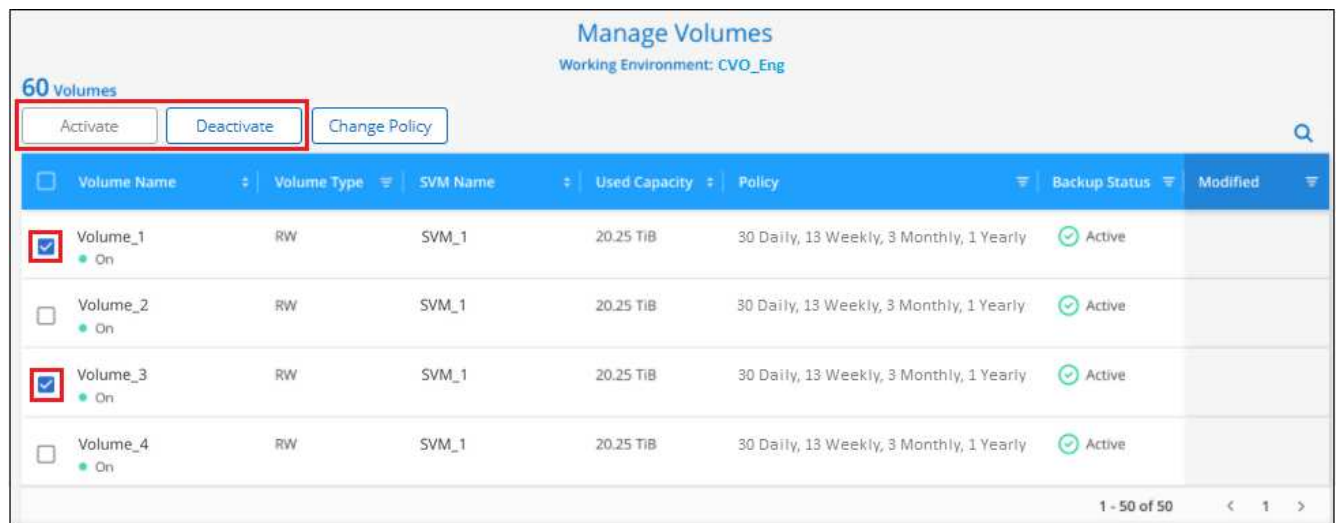 Manage Volumes
Working Environment: CVO_Eng
60 Volumes
Activate Deactivate Change Policy
Volume Name Volume Type SVM Name Used Capacity Policy Backup Status Modified
Volume_1 RW SVM_1 20.25 TiB 30 Daily, 13 Weekly, 3 Monthly, 1 Yearly Active
On
Volume_2 RW SVM_1 20.25 TiB 30 Daily, 13 Weekly, 3 Monthly, 1 Yearly Active
On
Volume_3 RW SVM_1 20.25 TiB 30 Daily, 13 Weekly, 3 Monthly, 1 Yearly Active
On
Volume_4 RW SVM_1 20.25 TiB 30 Daily, 13 Weekly, 3 Monthly, 1 Yearly Active
On
1 - 50 of 50 < 1 >